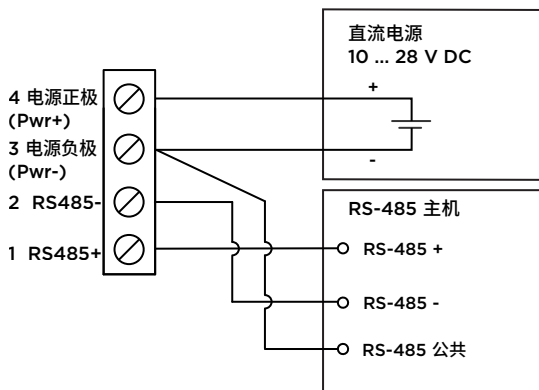 直流电源
10 ... 28 V DC
+
-
4 电源正极
(Pwr+)
3 电源负极
(Pwr-)
2 RS485-
1 RS485+
RS-485 主机
RS-485 +
RS-485 -
RS-485 公共